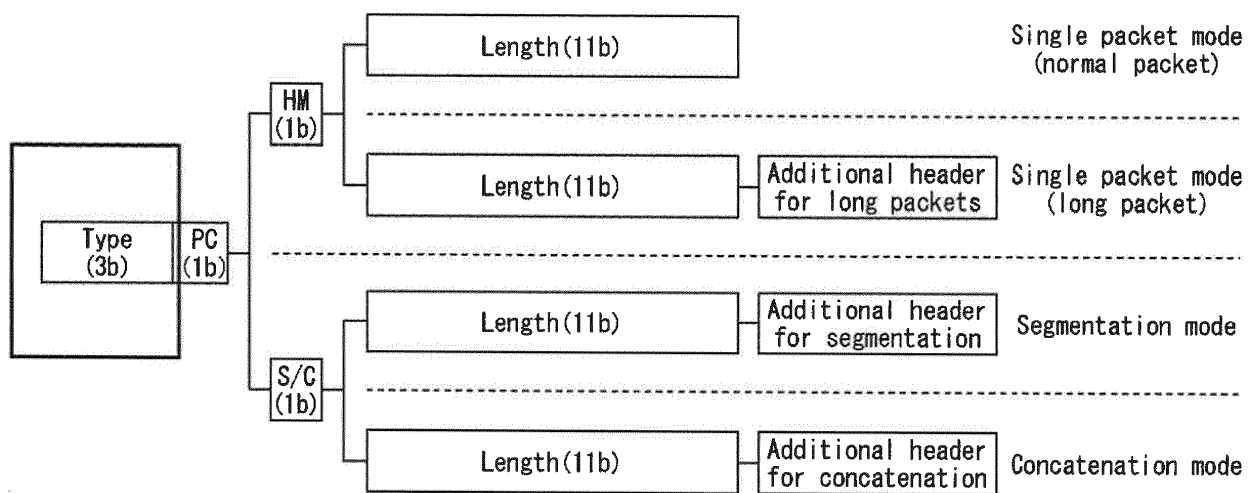 Length(11b)
Single packet mode
(normal packet)
HM
(1b)
Length(11b)
Additional header
for long packets
Single packet mode
(long packet)
Type
(3b)
PC
(1b)
Length(11b)
Additional header
for segmentation
Segmentation mode
S/C
(1b)
Length(11b)
Additional header
for concatenation
Concatenation mode